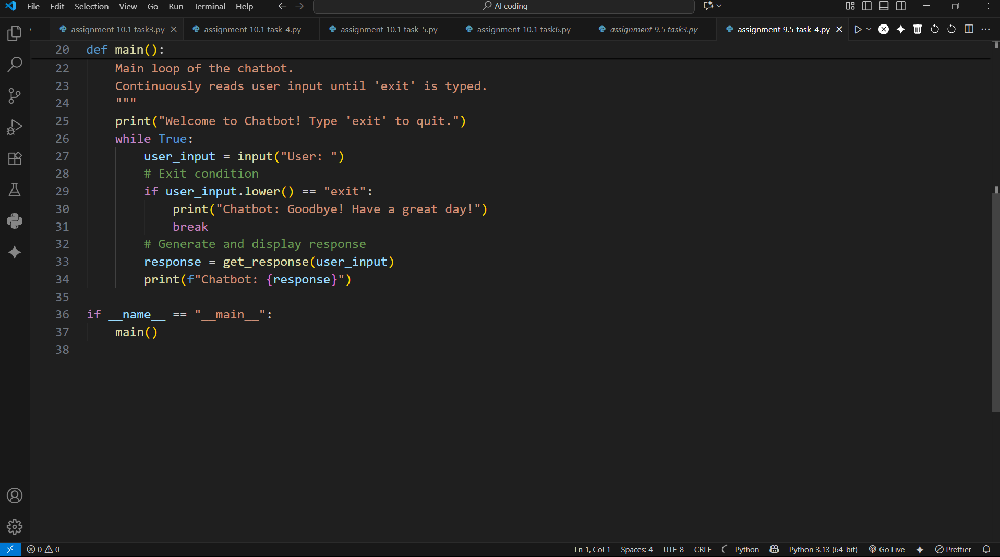 File Edit Selection View Go Run Terminal Help
AI coding
assignment 10.1 task3.py
assignment 10.1 task-4.py
assignment 10.1 task-5.py
assignment 10.1 task6.py
assignment 9.5 task3.py
assignment 9.5 task-4.py
20 def main():
22 Main loop of the chatbot.
23 Continuously reads user input until 'exit' is typed.
24 """
25 print("Welcome to Chatbot! Type 'exit' to quit.")
26 while True:
27 user_input = input("User: ")
28 # Exit condition
29 if user_input.lower() == "exit":
30 print("Chatbot: Goodbye! Have a great day!")
31 break
32 # Generate and display response
33 response = get_response(user_input)
34 print(f"Chatbot: {response}")
35
36 if __name__ == "__main__":
37 main()
38
0 0 Ln 1, Col 1 Spaces: 4 UTF-8 CRLF Python Python 3.13 (64-bit) Go Live Prettier